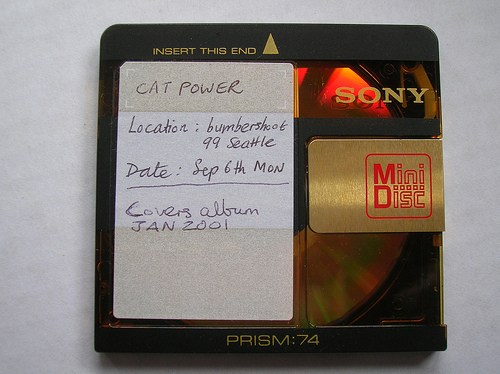 INSERT THIS END
SONY
CAT POWER
Location : bumbershoot
99 Seattle
Date : Sep 6th MON
Covers album
JAN 2001
Mini
Disc
PRISM:74